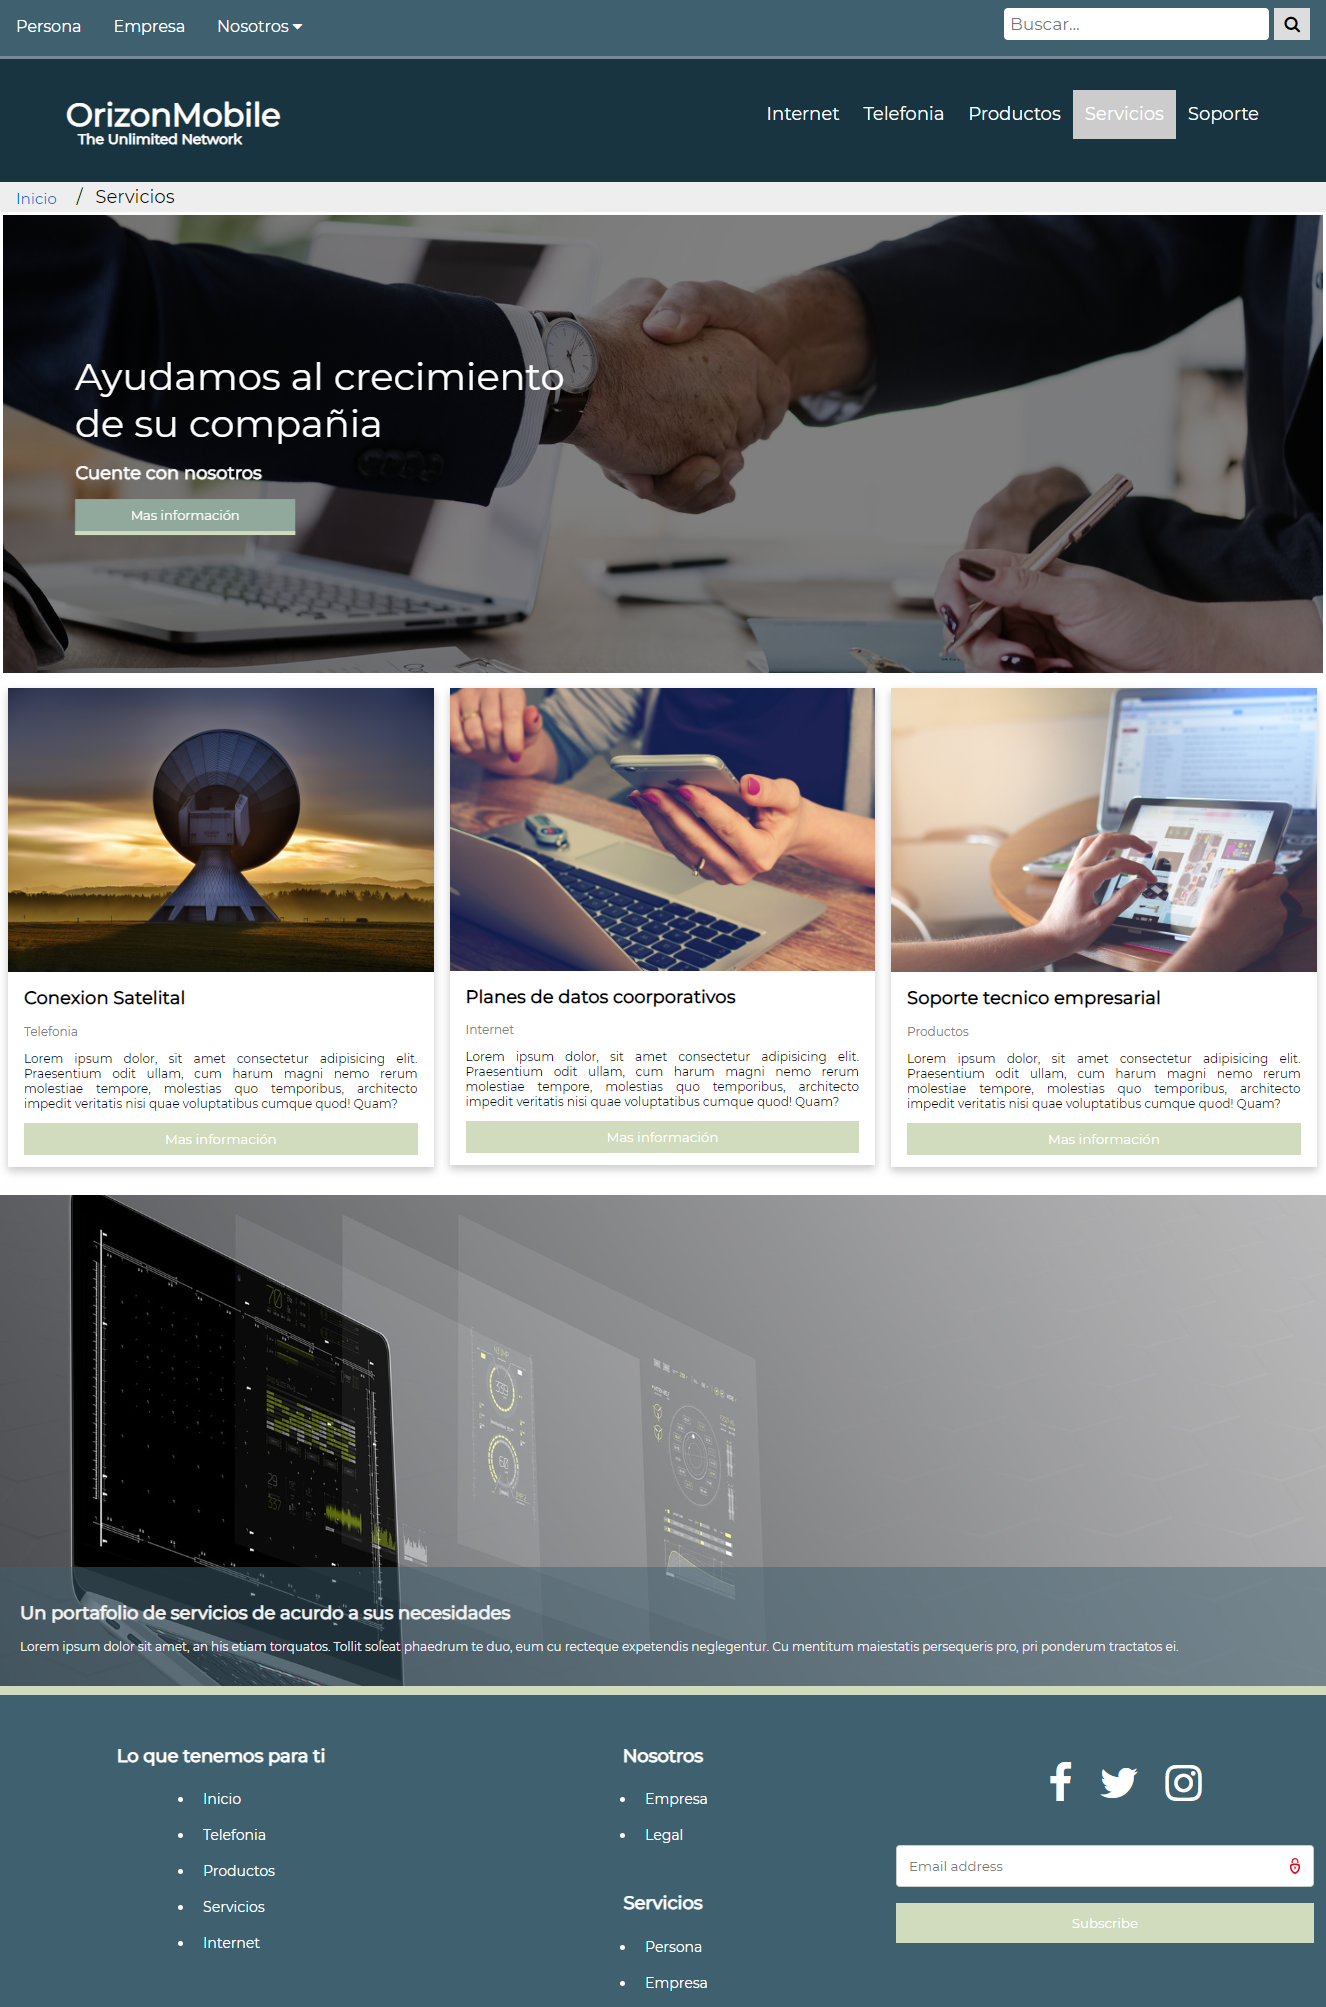 Persona Empresa Nosotros Buscar...
OrizonMobile
The Unlimited Network
Internet Telefonia Productos Servicios Soporte
Inicio / Servicios
Ayudamos al crecimiento
de su compañia
Cuente con nosotros
Mas información
Conexion Satelital
Telefonia
Lorem ipsum dolor, sit amet consectetur adipisicing elit.
Praesentium odit ullam, cum harum magni nemo rerum
molestiae tempore, molestias quo temporibus, architecto
impedit veritatis nisi quae voluptatibus cumque quod! Quam?
Mas información
Planes de datos coorporativos
Internet
Lorem ipsum dolor, sit amet consectetur adipisicing elit.
Praesentium odit ullam, cum harum magni nemo rerum
molestiae tempore, molestias quo temporibus, architecto
impedit veritatis nisi quae voluptatibus cumque quod! Quam?
Mas información
Soporte tecnico empresarial
Productos
Lorem ipsum dolor, sit amet consectetur adipisicing elit.
Praesentium odit ullam, cum harum magni nemo rerum
molestiae tempore, molestias quo temporibus, architecto
impedit veritatis nisi quae voluptatibus cumque quod! Quam?
Mas información
Un portafolio de servicios de acurdo a sus necesidades
Lorem ipsum dolor sit amet, an his etiam torquatos. Tollit soleat phaedrum te duo, eum cu recteque expetendis neglegentur. Cu mentitum maiestatis persequeris pro, pri ponderum tractatos ei.
Lo que tenemos para ti
Inicio
Telefonia
Productos
Servicios
Internet
Nosotros
Empresa
Legal
Servicios
Persona
Empresa
Email address
Subscribe